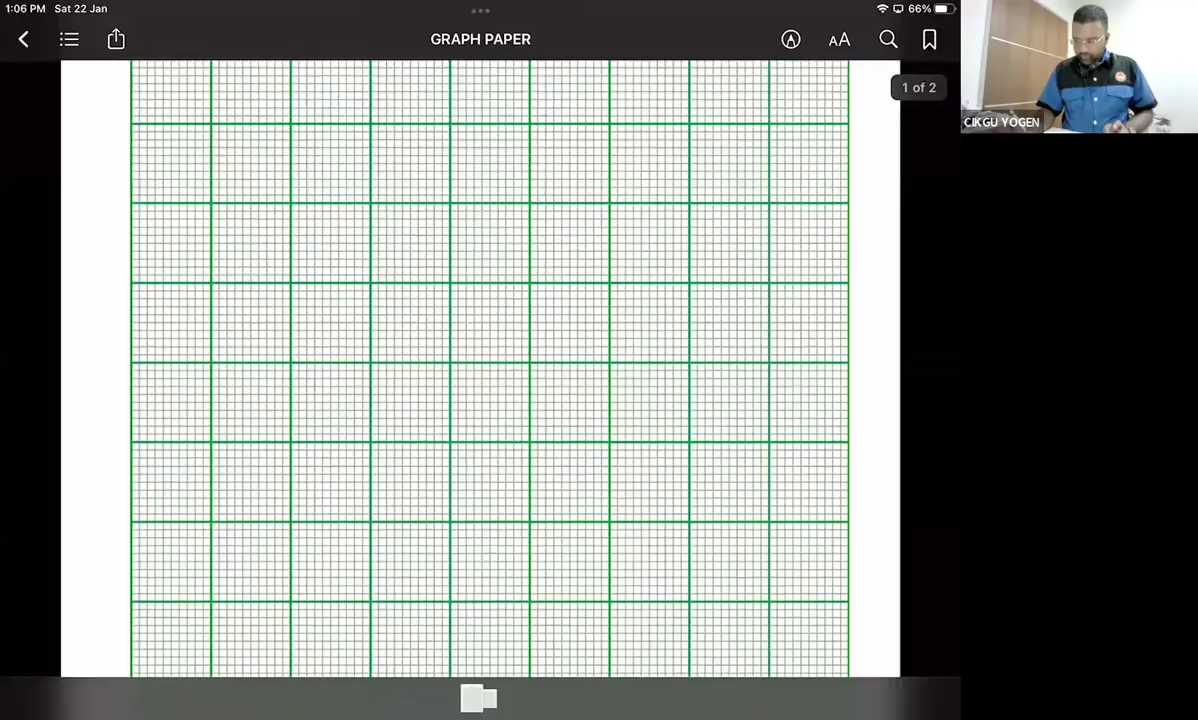 1:06 PM Sat 22 Jan
66%
GRAPH PAPER
AA
1 of 2
CIKGU YOGEN